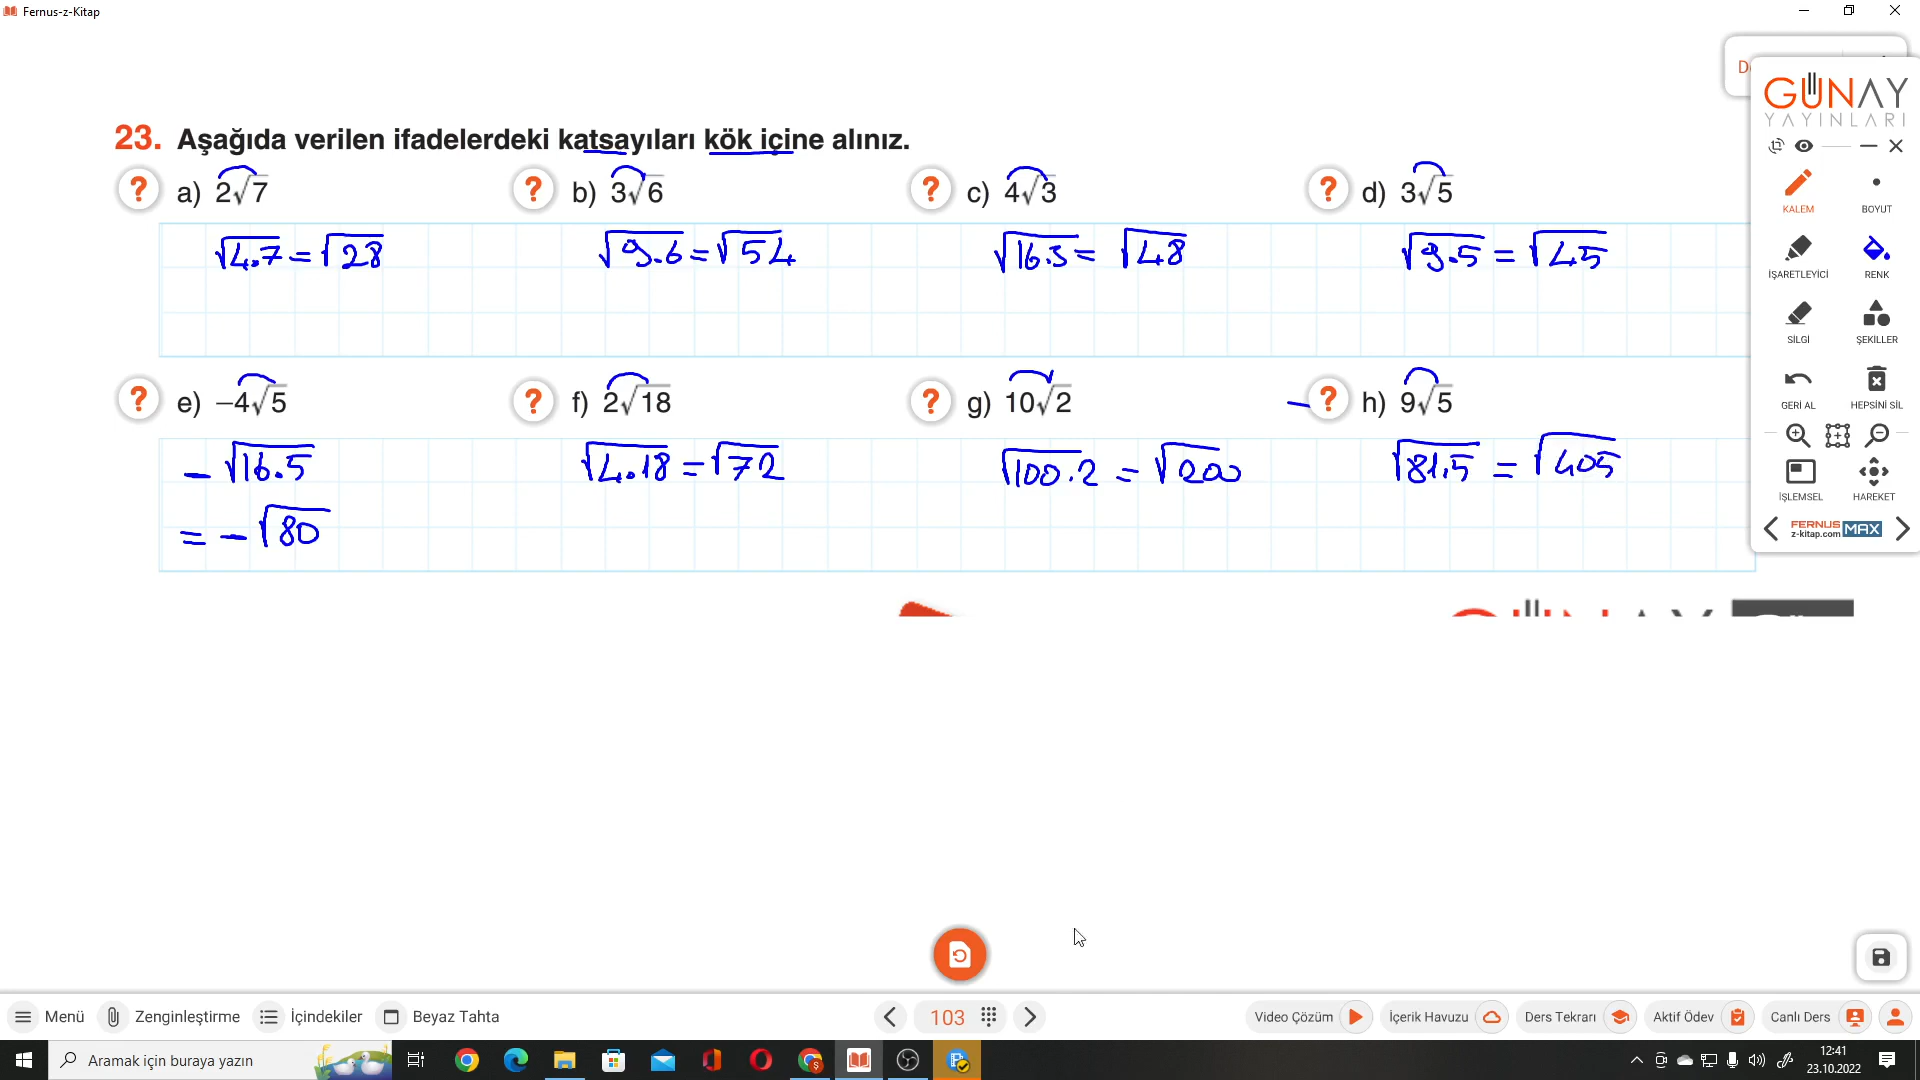 Fernus-z-Kitap
GÜNAY
YAYINLARI
23. Aşağıda verilen ifadelerdeki katsayıları kök içine alınız.
? a) 2√7 ? b) 3√6 ? c) 4√3 ? d) 3√5
√4.7 = √28 √9.6 = √54 √16.3 = √48 √9.5 = √45
? e) −4√5 ? f) 2√18 ? g) 10√2 ? h) 9√5
− √16.5 √4.18 = √72 √100.2 = √200 √81.5 = √405
= − √80
KALEM BOYUT
İŞARETLEYİCİ RENK
SİLGİ ŞEKİLLER
GERİ AL HEPSİNİ SİL
İŞLEMSEL HAREKET
FERNUS MAX
z-kitap.com
Menü Zenginleştirme İçindekiler Beyaz Tahta 103 Video Çözüm İçerik Havuzu Ders Tekrarı Aktif Ödev Canlı Ders
Aramak için buraya yazın 12:41
23.10.2022